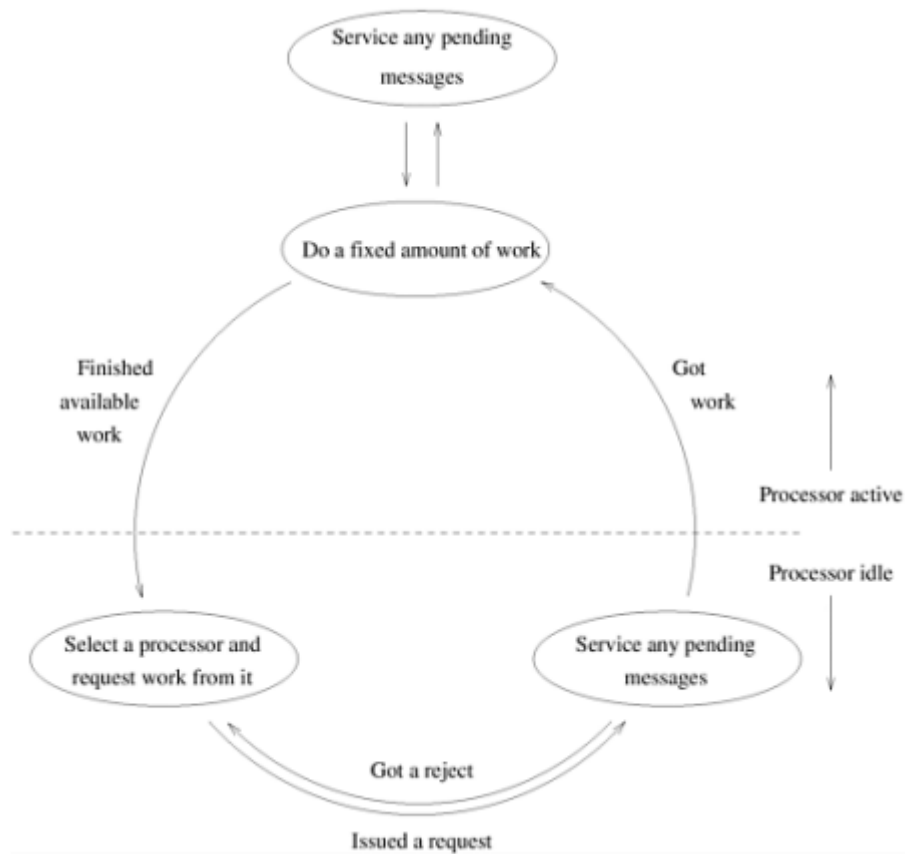 Service any pending
messages
Do a fixed amount of work
Finished
available
work
Got
work
Processor active
Processor idle
Select a processor and
request work from it
Service any pending
messages
Got a reject
Issued a request